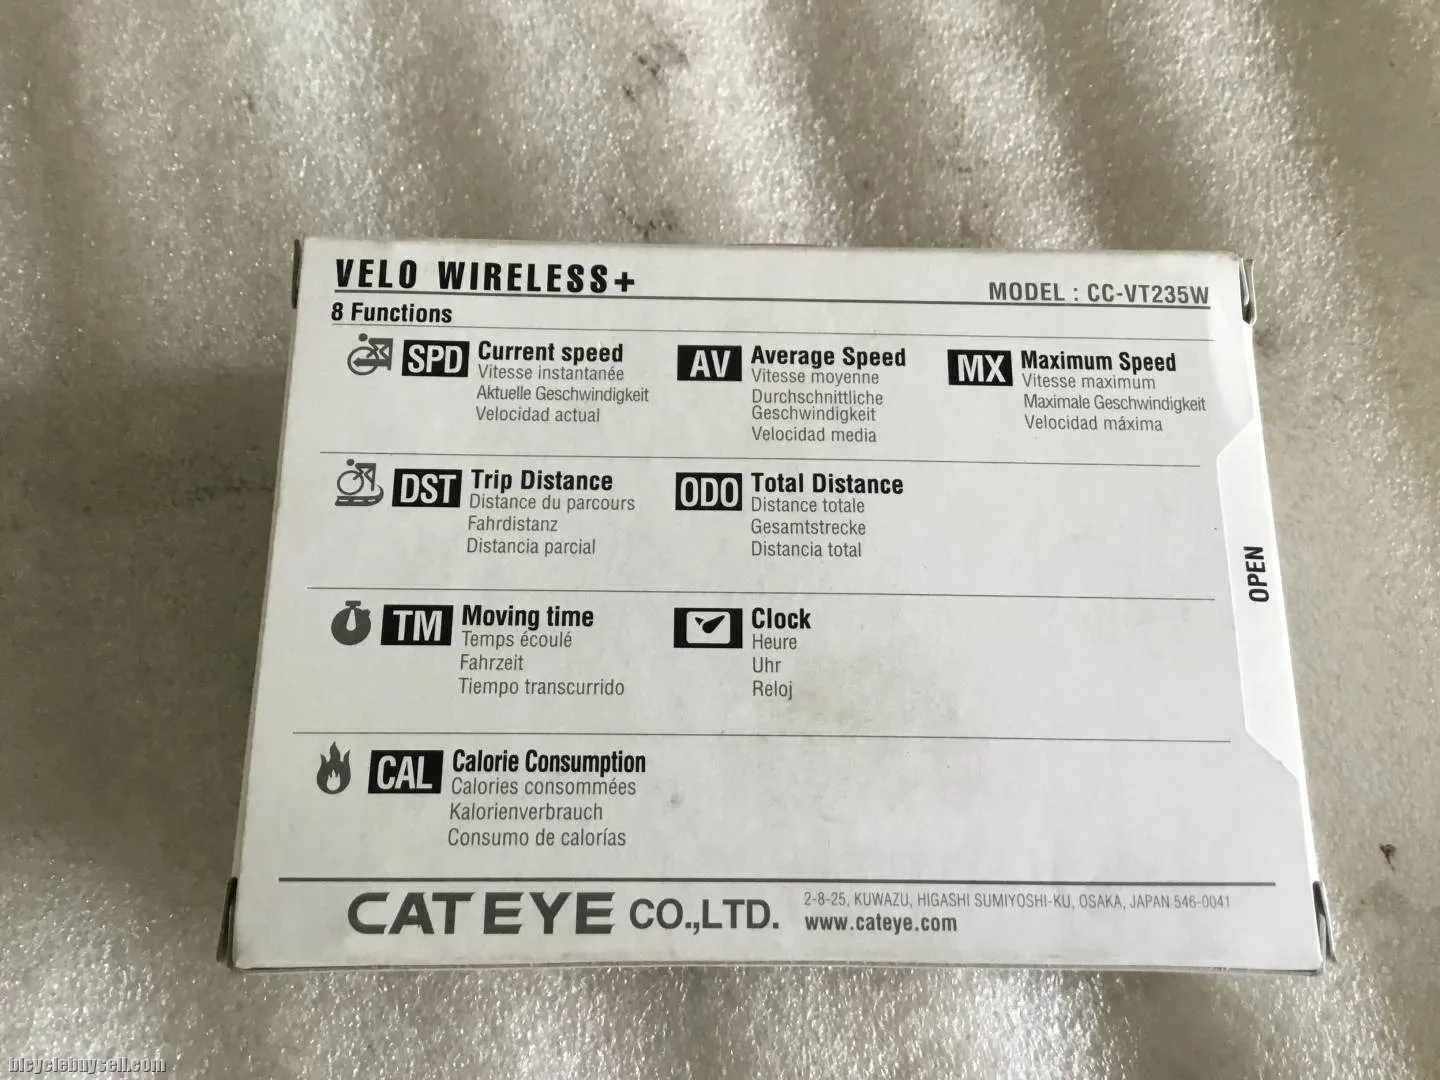 VELO WIRELESS+
MODEL : CC-VT235W
8 Functions
SPD
Current speed
Vitesse instantanée
Aktuelle Geschwindigkeit
Velocidad actual
AV
Average Speed
Vitesse moyenne
Durchschnittliche
Geschwindigkeit
Velocidad media
MX
Maximum Speed
Vitesse maximum
Maximale Geschwindigkeit
Velocidad máxima
DST
Trip Distance
Distance du parcours
Fahrdistanz
Distancia parcial
ODO
Total Distance
Distance totale
Gesamtstrecke
Distancia total
OPEN
TM
Moving time
Temps écoulé
Fahrzeit
Tiempo transcurrido
Clock
Heure
Uhr
Reloj
CAL
Calorie Consumption
Calories consommées
Kalorienverbrauch
Consumo de calorías
CATEYE CO.,LTD.
2-8-25, KUWAZU, HIGASHI SUMIYOSHI-KU, OSAKA, JAPAN 546-0041
www.cateye.com
bicyclebuysell.com